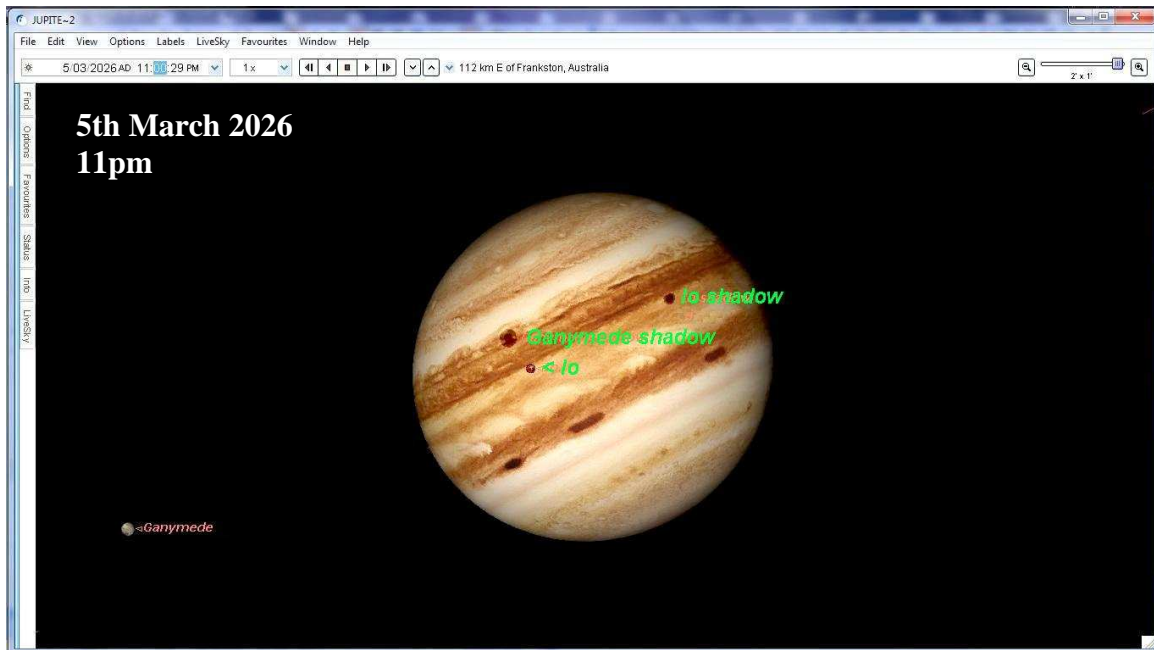 JUPITE~2
File Edit View Options Labels LiveSky Favourites Window Help
5/03/2026 AD 11:00:29 PM 1x 112 km E of Frankston, Australia
2' x 1'
Find
Options
Favourites
Status
Info
LiveSky
5th March 2026
11pm
Io shadow
Ganymede shadow
< Io
◁Ganymede